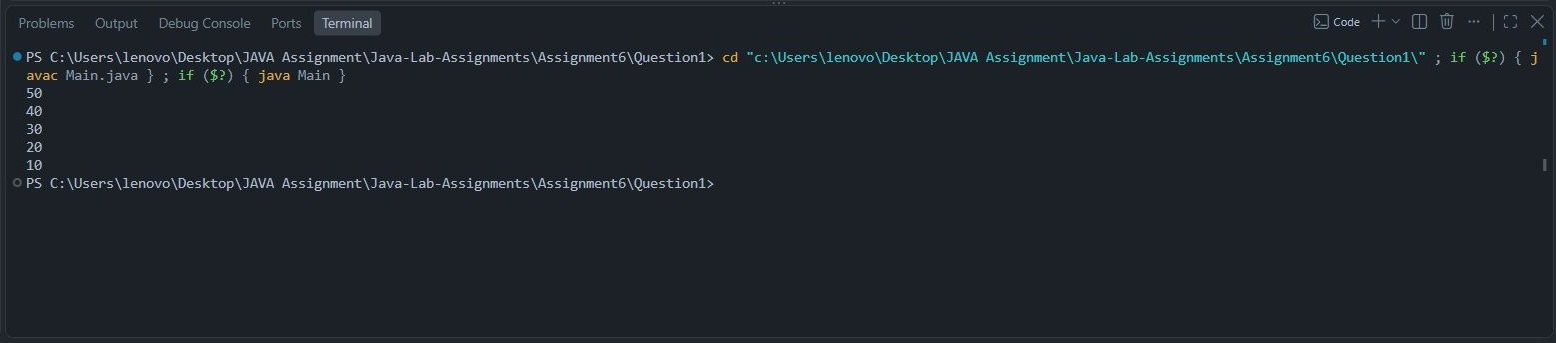 Problems Output Debug Console Ports Terminal Code
PS C:\Users\lenovo\Desktop\JAVA Assignment\Java-Lab-Assignments\Assignment6\Question1> cd "c:\Users\lenovo\Desktop\JAVA Assignment\Java-Lab-Assignments\Assignment6\Question1\" ; if ($?) { j
avac Main.java } ; if ($?) { java Main }
50
40
30
20
10
PS C:\Users\lenovo\Desktop\JAVA Assignment\Java-Lab-Assignments\Assignment6\Question1>